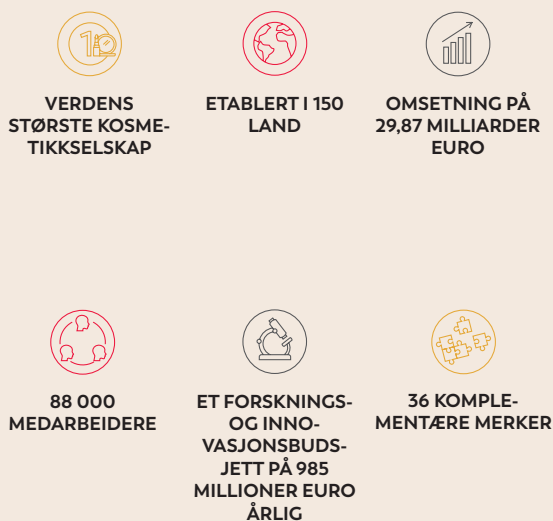 VERDENS
STØRSTE KOSME-
TIKKSELSKAP
ETABLERT I 150
LAND
OMSETNING PÅ
29,87 MILLIARDER
EURO
88 000
MEDARBEIDERE
ET FORSKNINGS-
OG INNO-
VASJONSBUDS-
JETT PÅ 985
MILLIONER EURO
ÅRLIG
36 KOMPLE-
MENTÆRE MERKER